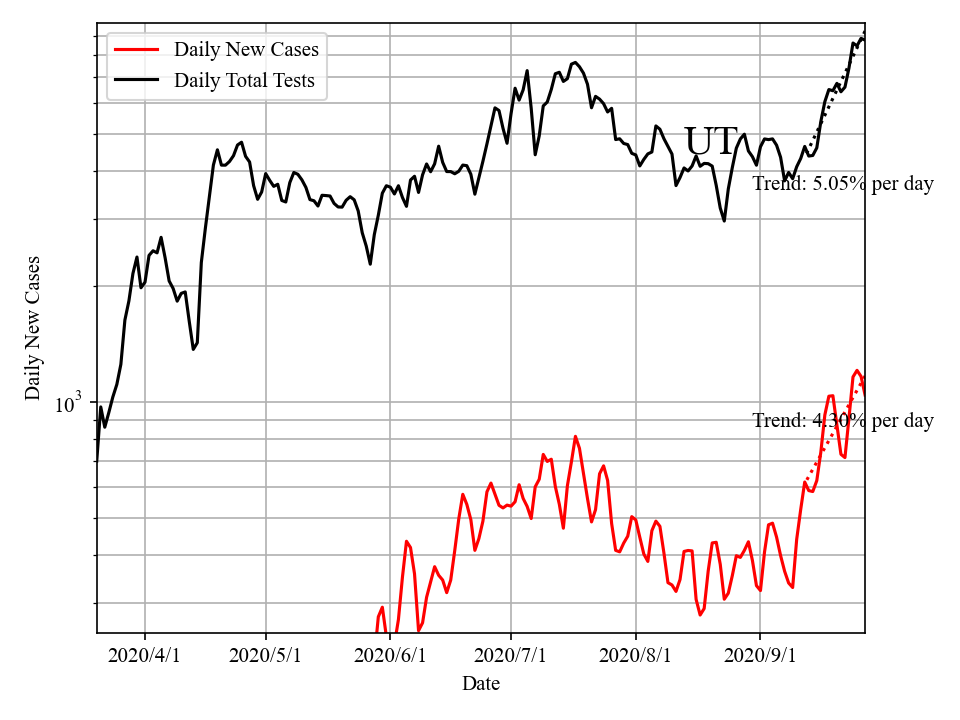 Daily New Cases
Daily Total Tests
UT
Trend: 5.05% per day
Trend: 4.30% per day
Daily New Cases
10^3
2020/4/1 2020/5/1 2020/6/1 2020/7/1 2020/8/1 2020/9/1
Date